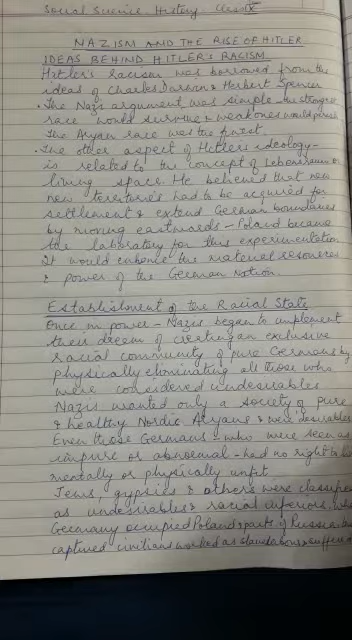 Social Science - History - Class IX
NAZISM AND THE RISE OF HITLER
IDEAS BEHIND HITLER'S RACISM
Hitler's racism was borrowed from the
ideas of Charles Darwin & Herbert Spencer
• The Nazi argument was simple the strongest
race would survive & weak ones would perish
The Aryan race was the finest.
• The other aspect of Hitler's ideology -
is related to the concept of Lebensraum or
living space. He believed that new
new territories had to be acquired for
settlement & extend German boundaries
by moving eastwards - Poland became
the laboratory for this experimentation
It would enhance the material resources
& power of the German Nation.
Establishment of the Racial State
Once in power - Nazis began to implement
their dream of creating an exclusive
racial community of pure Germans by
physically eliminating all those who
were considered undesirables
Nazis wanted only a society of pure
& healthy Nordic Aryans & were desirables
Even those Germans - who were seen as
impure or abnormal - had no right to
mentally or physically unfit
Jews, gypsies & others were classified
as undesirables racial inferiors.
Germany occupied Poland & parts of Russia
captured civilians worked as slave labour & suffered